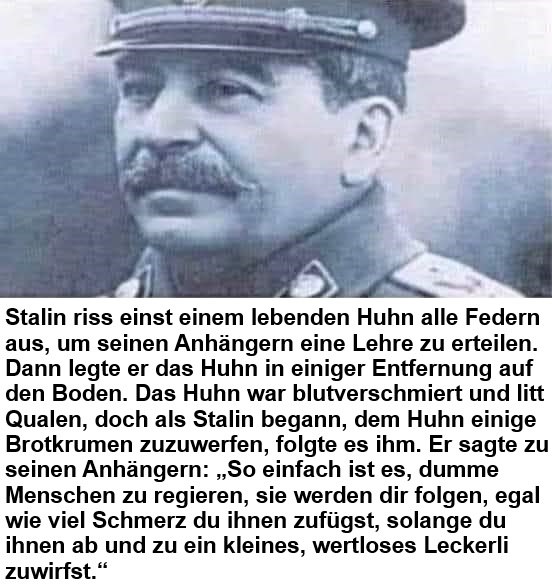 Stalin riss einst einem lebenden Huhn alle Federn
aus, um seinen Anhängern eine Lehre zu erteilen.
Dann legte er das Huhn in einiger Entfernung auf
den Boden. Das Huhn war blutverschmiert und litt
Qualen, doch als Stalin begann, dem Huhn einige
Brotkrumen zuzuwerfen, folgte es ihm. Er sagte zu
seinen Anhängern: „So einfach ist es, dumme
Menschen zu regieren, sie werden dir folgen, egal
wie viel Schmerz du ihnen zufügst, solange du
ihnen ab und zu ein kleines, wertloses Leckerli
zuwirfst.“